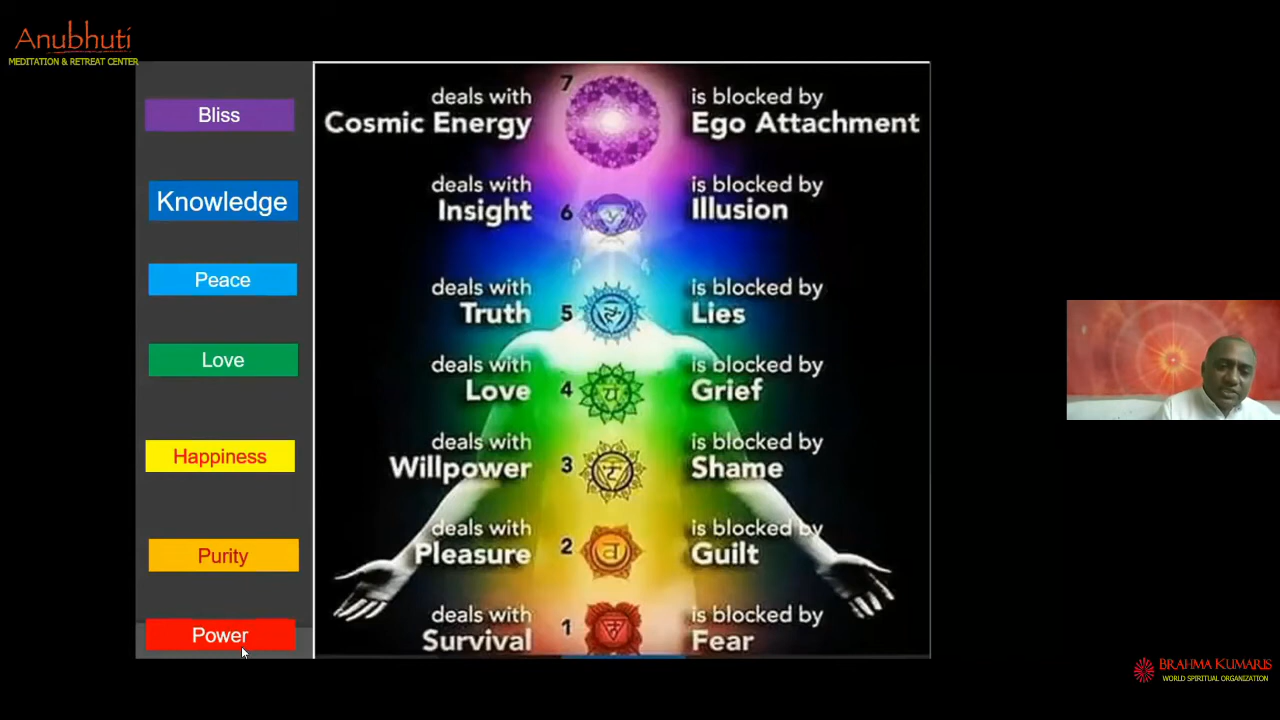 Anubhuti
MEDITATION & RETREAT CENTER
Bliss
Knowledge
Peace
Love
Happiness
Purity
Power
7
deals with
Cosmic Energy
is blocked by
Ego Attachment
6
deals with
Insight
is blocked by
Illusion
5
deals with
Truth
is blocked by
Lies
4
deals with
Love
is blocked by
Grief
3
deals with
Willpower
is blocked by
Shame
2
deals with
Pleasure
is blocked by
Guilt
1
deals with
Survival
is blocked by
Fear
BRAHMA KUMARIS
WORLD SPIRITUAL ORGANIZATION